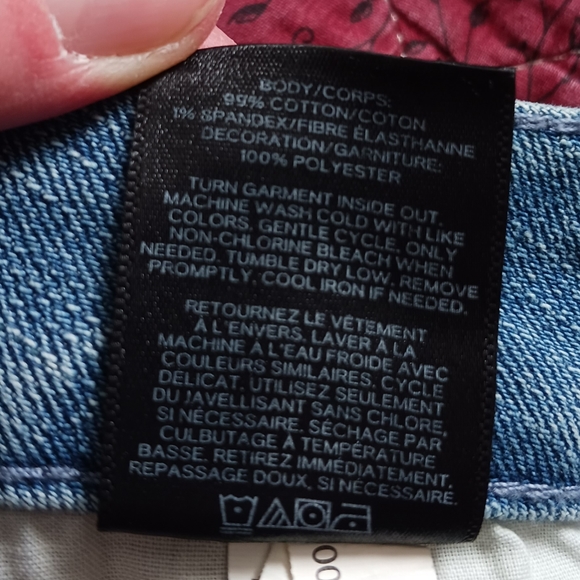 BODY/CORPS:
99% COTTON/COTON
1% SPANDEX/FIBRE ÉLASTHANNE
DECORATION/GARNITURE:
100% POLYESTER
TURN GARMENT INSIDE OUT,
MACHINE WASH COLD WITH LIKE
COLORS, GENTLE CYCLE, ONLY
NON-CHLORINE BLEACH WHEN
NEEDED. TUMBLE DRY LOW, REMOVE
PROMPTLY, COOL IRON IF NEEDED.
RETOURNEZ LE VÊTEMENT
À L'ENVERS. LAVER À LA
MACHINE À L'EAU FROIDE AVEC
COULEURS SIMILAIRES, CYCLE
DÉLICAT. UTILISEZ SEULEMENT
DU JAVELLISANT SANS CHLORE,
SI NÉCESSAIRE. SÉCHAGE PAR
CULBUTAGE À TEMPÉRATURE
BASSE. RETIREZ IMMÉDIATEMENT.
REPASSAGE DOUX, SI NÉCESSAIRE.